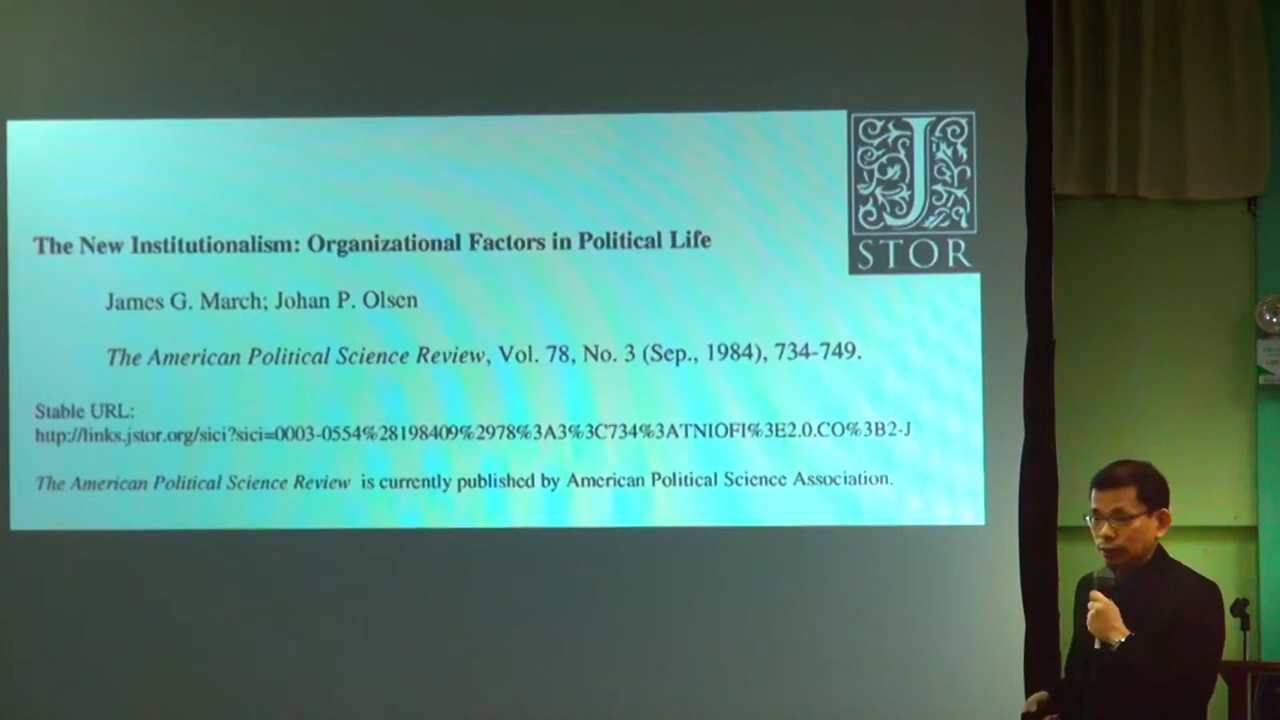 JSTOR
The New Institutionalism: Organizational Factors in Political Life
James G. March; Johan P. Olsen
The American Political Science Review, Vol. 78, No. 3 (Sep., 1984), 734-749.
Stable URL:
http://links.jstor.org/sici?sici=0003-0554%28198409%2978%3A3%3C734%3ATNIOFI%3E2.0.CO%3B2-J
The American Political Science Review is currently published by American Political Science Association.